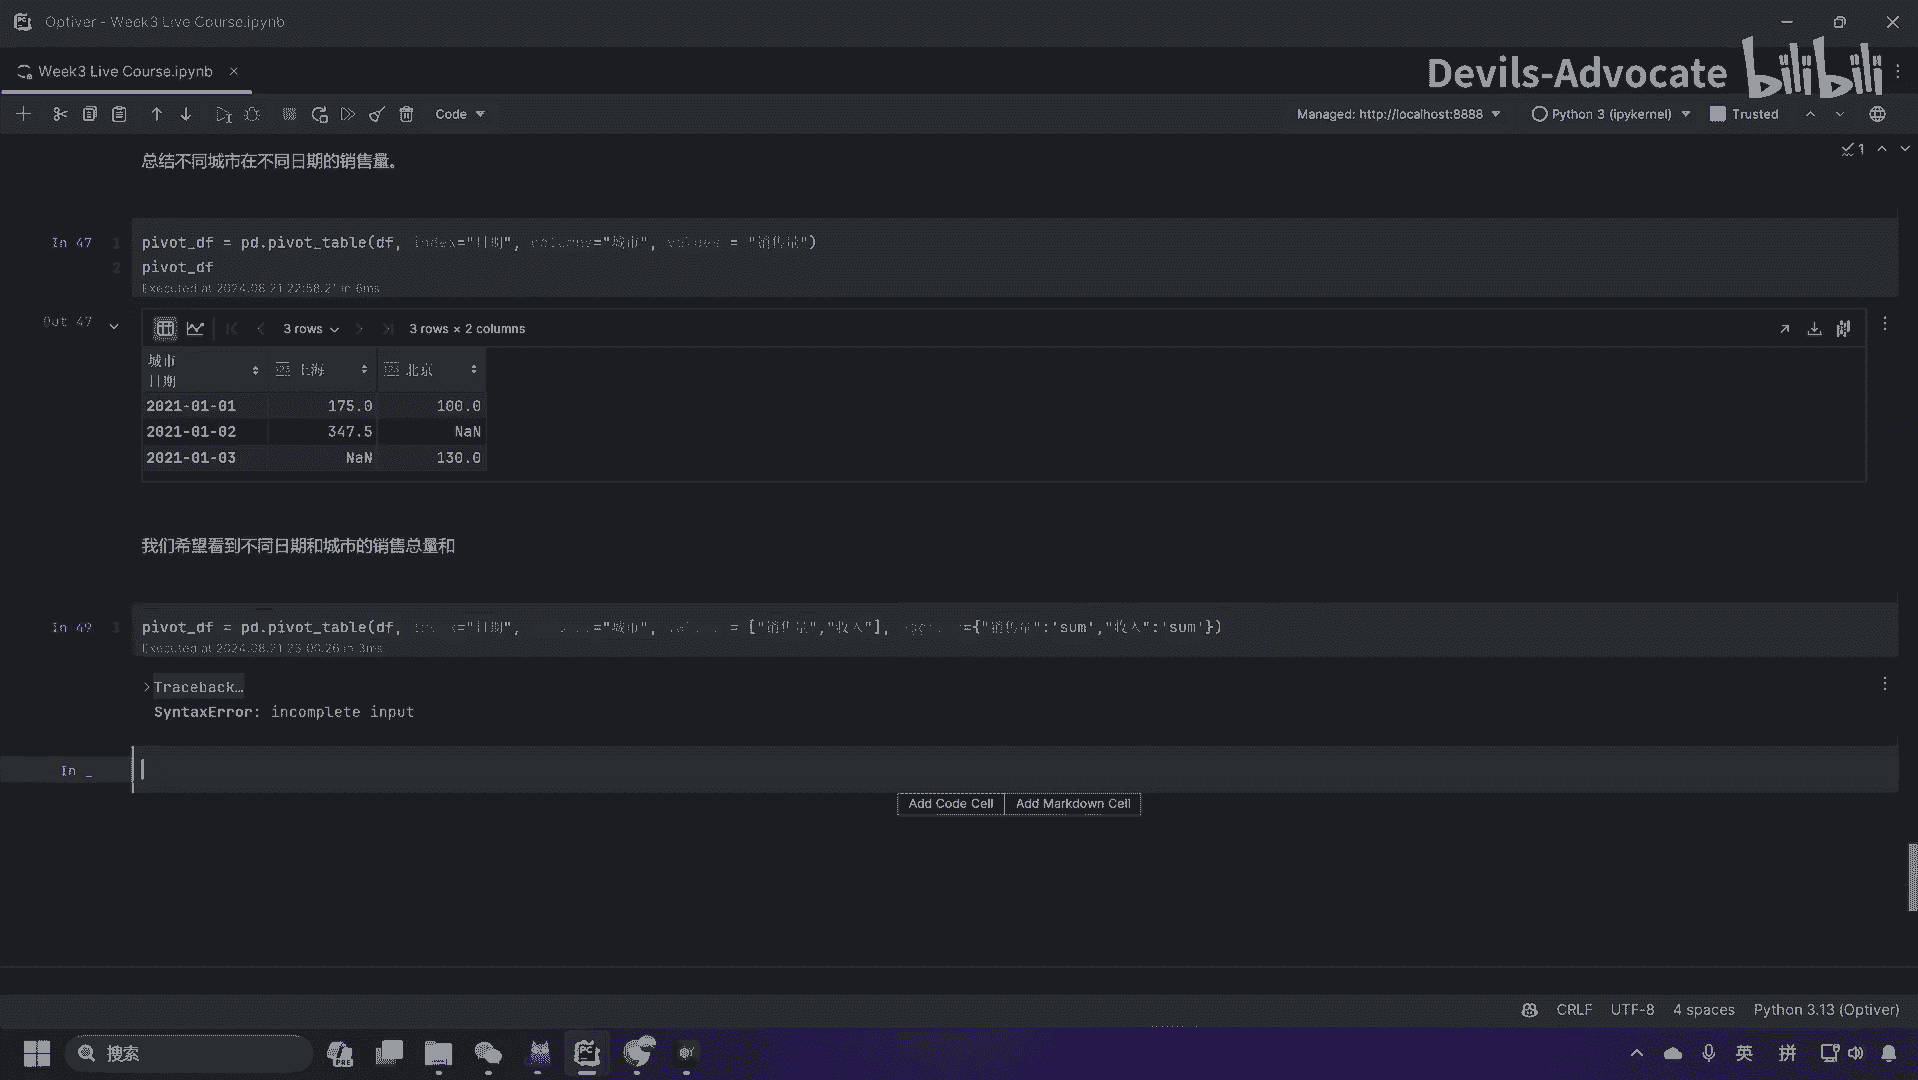 Optiver - Week3 Live Course.ipynb
Week3 Live Course.ipynb
Devils-Advocate bilibili
Code
Managed: http://localhost:8888
Python 3 (ipykernel)
Trusted
总结不同城市在不同日期的销售量。
1
In 47
1 pivot_df = pd.pivot_table(df, index="日期", columns="城市", values = "销售量")
2 pivot_df
Executed at 2024.08.21 22:58:21 in 6ms
Out 47
3 rows
3 rows × 2 columns
城市
日期
上海
北京
2021-01-01 175.0 100.0
2021-01-02 347.5 NaN
2021-01-03 NaN 130.0
我们希望看到不同日期和城市的销售总量和
In 49
pivot_df = pd.pivot_table(df, ="日期", ="城市", = ["销售量","收入"], ={"销售量":'sum',"收入":'sum'})
Executed at 2024.08.21 23:00:26 in 3ms
Traceback…
SyntaxError: incomplete input
In _
Add Code Cell
Add Markdown Cell
CRLF UTF-8 4 spaces Python 3.13 (Optiver)
搜索
PRE
PC
英
拼